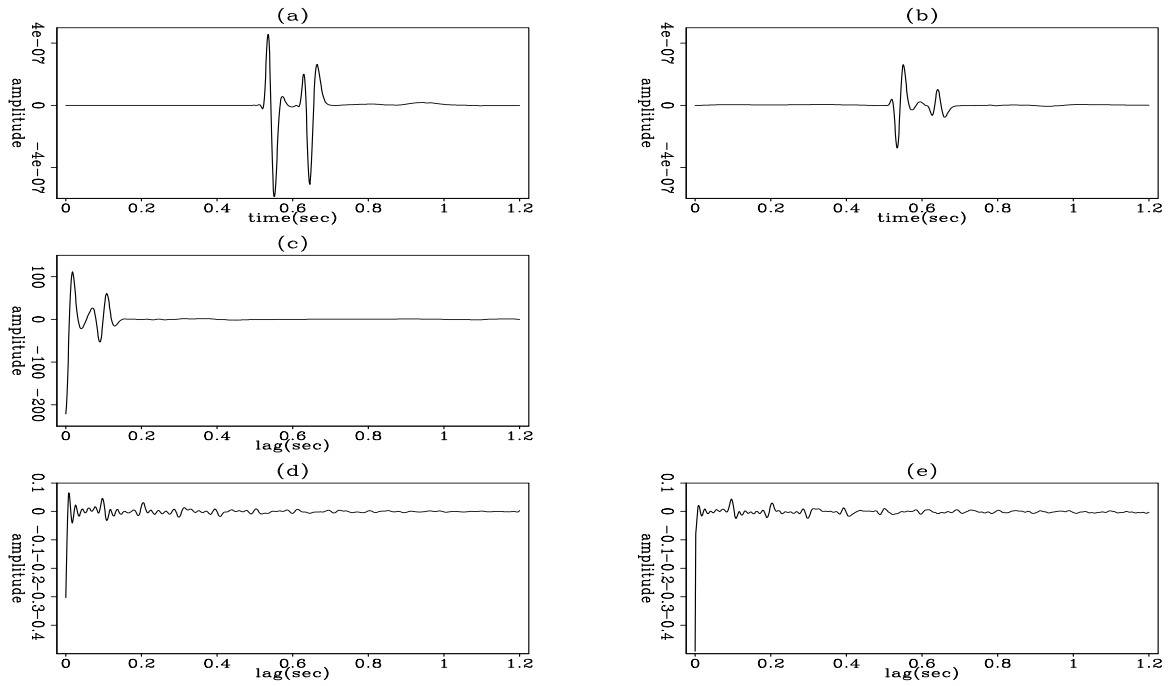 (a)
4e-07
0
-4e-07
amplitude
0 0.2 0.4 0.6 0.8 1 1.2
time(sec)
(b)
4e-07
0
-4e-07
amplitude
0 0.2 0.4 0.6 0.8 1 1.2
time(sec)
(c)
100
0
-100
-200
amplitude
0 0.2 0.4 0.6 0.8 1 1.2
lag(sec)
(d)
0.1
0
-0.1
-0.2
-0.3
-0.4
amplitude
0 0.2 0.4 0.6 0.8 1 1.2
lag(sec)
(e)
0.1
0
-0.1
-0.2
-0.3
-0.4
amplitude
0 0.2 0.4 0.6 0.8 1 1.2
lag(sec)